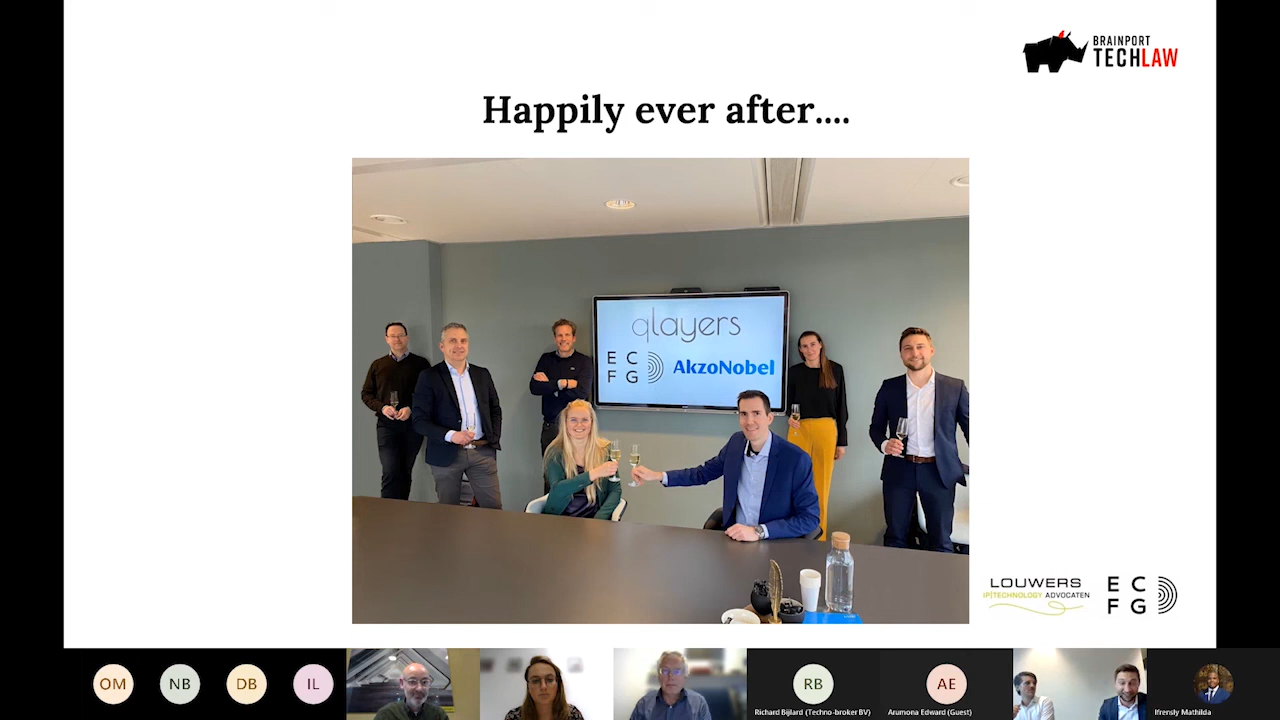 BRAINPORT
TECHLAW
Happily ever after....
qlayers
E C
F G
AkzoNobel
LOUWERS
IP|TECHNOLOGY ADVOCATEN
E C
F G
OM
NB
DB
IL
RB
AE
Richard Bijlard (Techno-broker BV)
Arumona Edward (Guest)
Ifrensly Mathilda